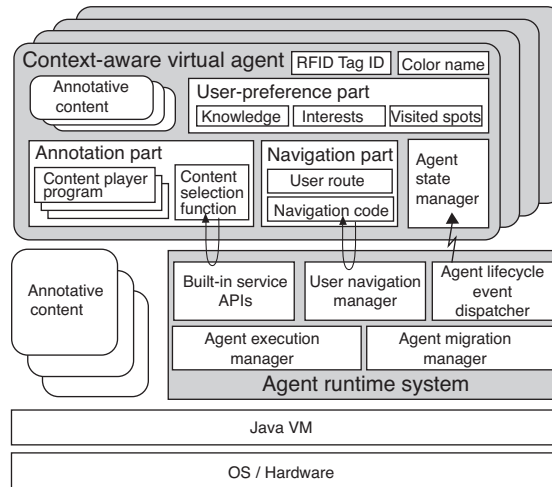 Context-aware virtual agent
RFID Tag ID
Color name
Annotative
content
User-preference part
Knowledge
Interests
Visited spots
Annotation part
Content player
program
Content
selection
function
Navigation part
User route
Navigation code
Agent
state
manager
Annotative
content
Built-in service
APIs
User navigation
manager
Agent lifecycle
event
dispatcher
Agent execution
manager
Agent migration
manager
Agent runtime system
Java VM
OS / Hardware